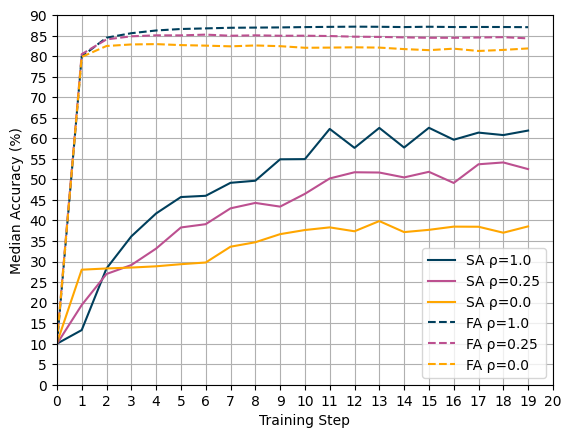 90
85
80
75
70
65
60
55
50
45
40
35
30
25
20
15
10
5
0
Median Accuracy (%)
SA ρ=1.0
SA ρ=0.25
SA ρ=0.0
FA ρ=1.0
FA ρ=0.25
FA ρ=0.0
0 1 2 3 4 5 6 7 8 9 10 11 12 13 14 15 16 17 18 19 20
Training Step